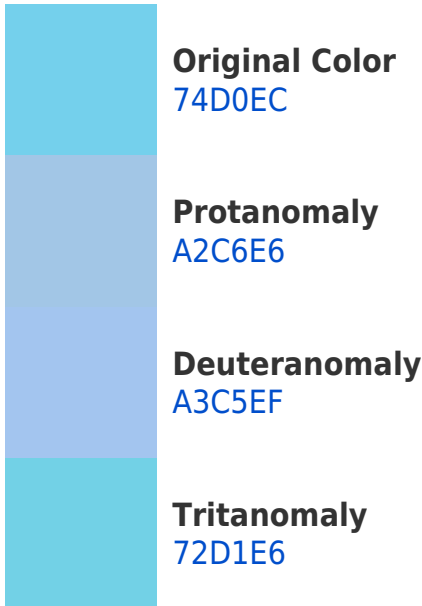 Original Color
74D0EC
Protanomaly
A2C6E6
Deuteranomaly
A3C5EF
Tritanomaly
72D1E6